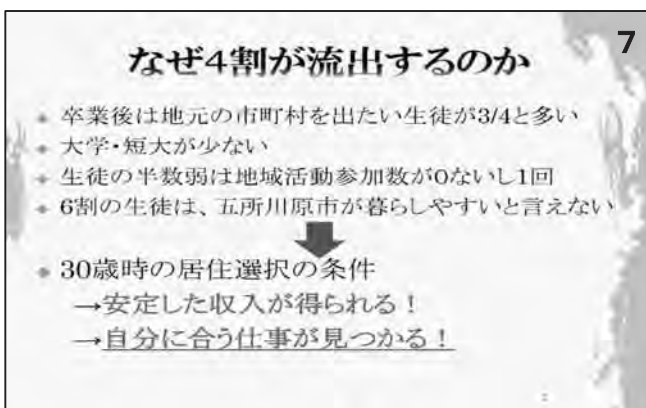 7
なぜ4割が流出するのか
卒業後は地元の市町村を出たい生徒が3/4と多い
大学・短大が少ない
生徒の半数弱は地域活動参加数が0ないし1回
6割の生徒は、五所川原市が暮らしやすいと言えない
30歳時の居住選択の条件
→安定した収入が得られる！
→自分に合う仕事が見つかる！